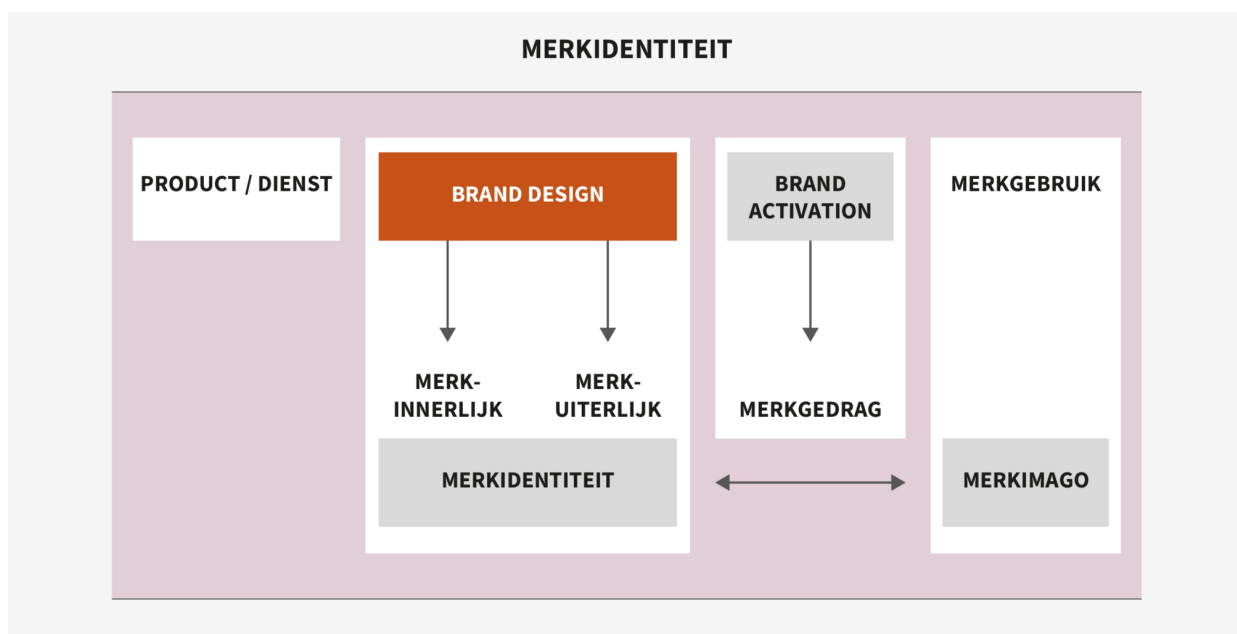 MERKIDENTITEIT
PRODUCT / DIENST
BRAND DESIGN
MERK-
INNERLIJK
MERK-
UITERLIJK
MERKIDENTITEIT
BRAND
ACTIVATION
MERKGEDRAG
MERKGEBRUIK
MERKIMAGO